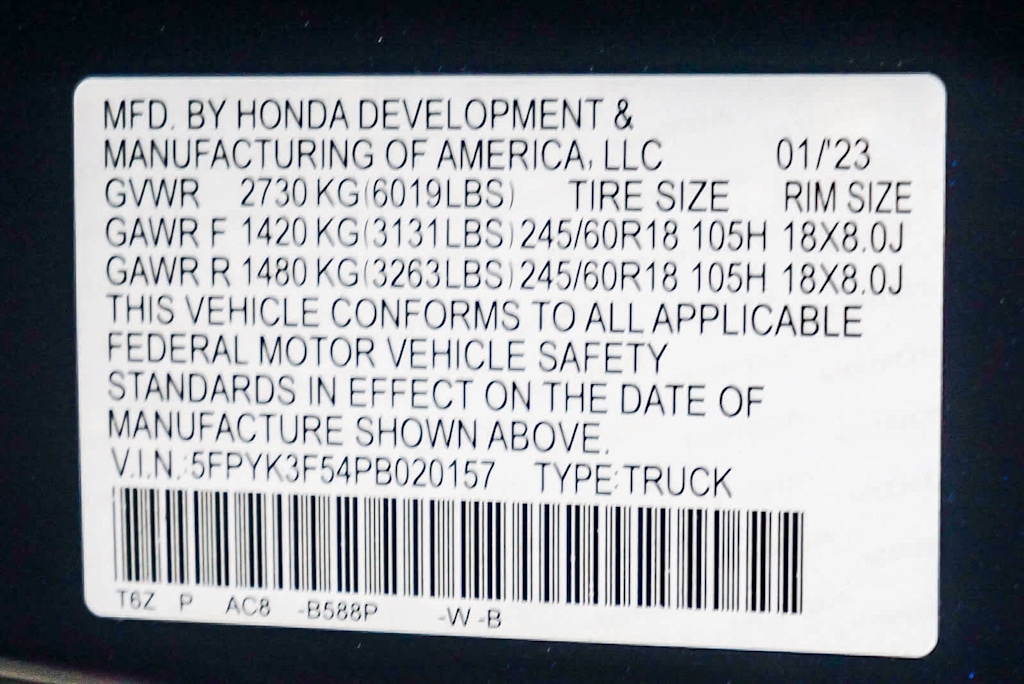 MFD. BY HONDA DEVELOPMENT &
MANUFACTURING OF AMERICA, LLC 01/'23
GVWR 2730 KG(6019LBS) TIRE SIZE RIM SIZE
GAWR F 1420 KG(3131LBS) 245/60R18 105H 18X8.0J
GAWR R 1480 KG(3263LBS) 245/60R18 105H 18X8.0J
THIS VEHICLE CONFORMS TO ALL APPLICABLE
FEDERAL MOTOR VEHICLE SAFETY
STANDARDS IN EFFECT ON THE DATE OF
MANUFACTURE SHOWN ABOVE.
V.I.N.:5FPYK3F54PB020157 TYPE:TRUCK
T6Z P AC8 -B588P -W -B